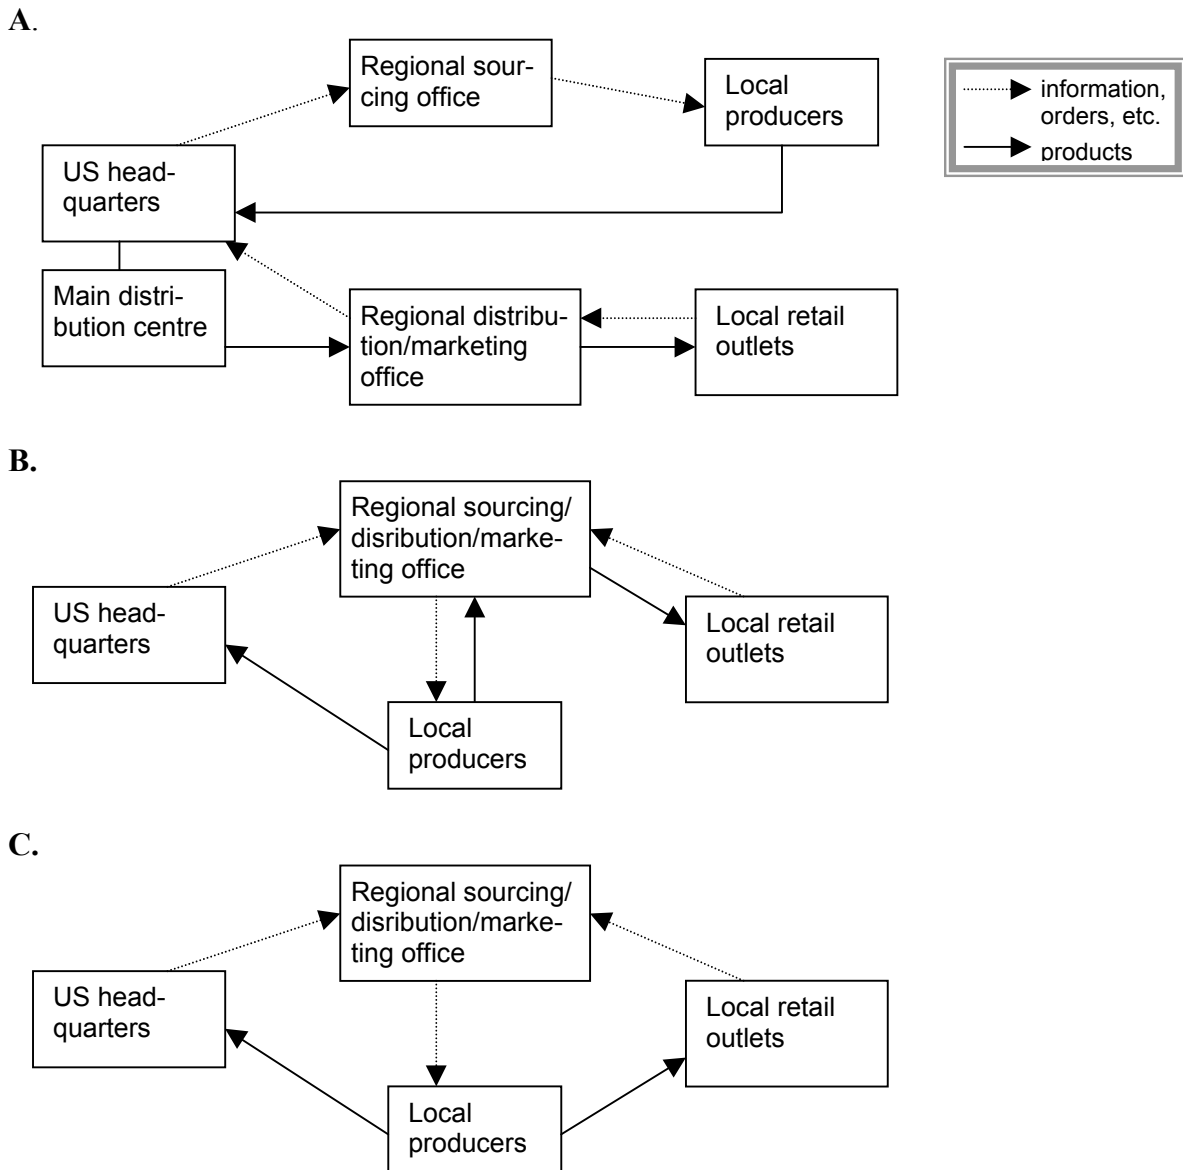 A.
Regional sour-
cing office
Local
producers
information,
orders, etc.
products
US head-
quarters
Main distri-
bution centre
Regional distribu-
tion/marketing
office
Local retail
outlets
B.
Regional sourcing/
disribution/marke-
ting office
US head-
quarters
Local retail
outlets
Local
producers
C.
Regional sourcing/
disribution/marke-
ting office
US head-
quarters
Local retail
outlets
Local
producers